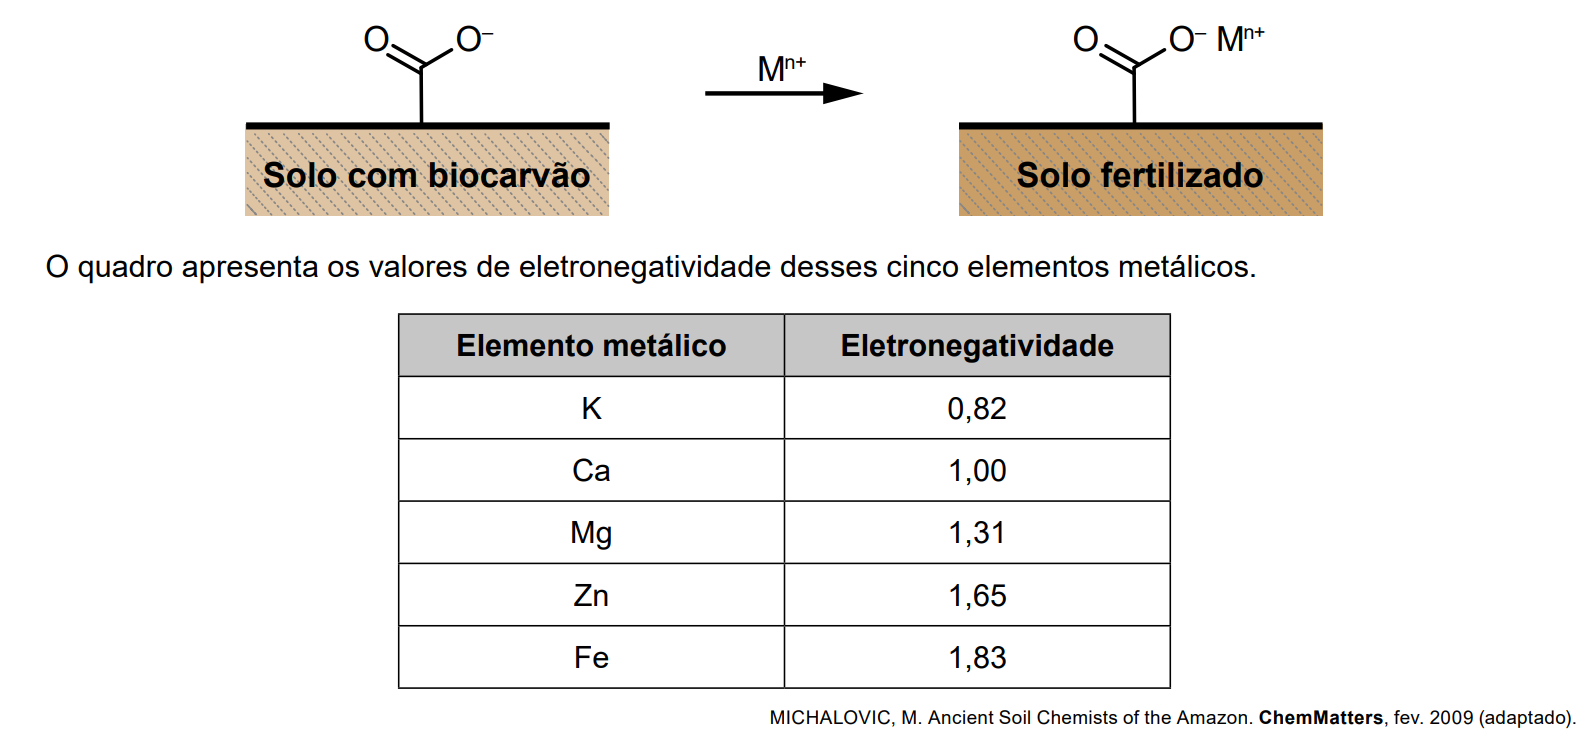 O O⁻ Mⁿ⁺ O O⁻ Mⁿ⁺
Solo com biocarvão Solo fertilizado
O quadro apresenta os valores de eletronegatividade desses cinco elementos metálicos.
Elemento metálico Eletronegatividade
K 0,82
Ca 1,00
Mg 1,31
Zn 1,65
Fe 1,83
MICHALOVIC, M. Ancient Soil Chemists of the Amazon. ChemMatters, fev. 2009 (adaptado).